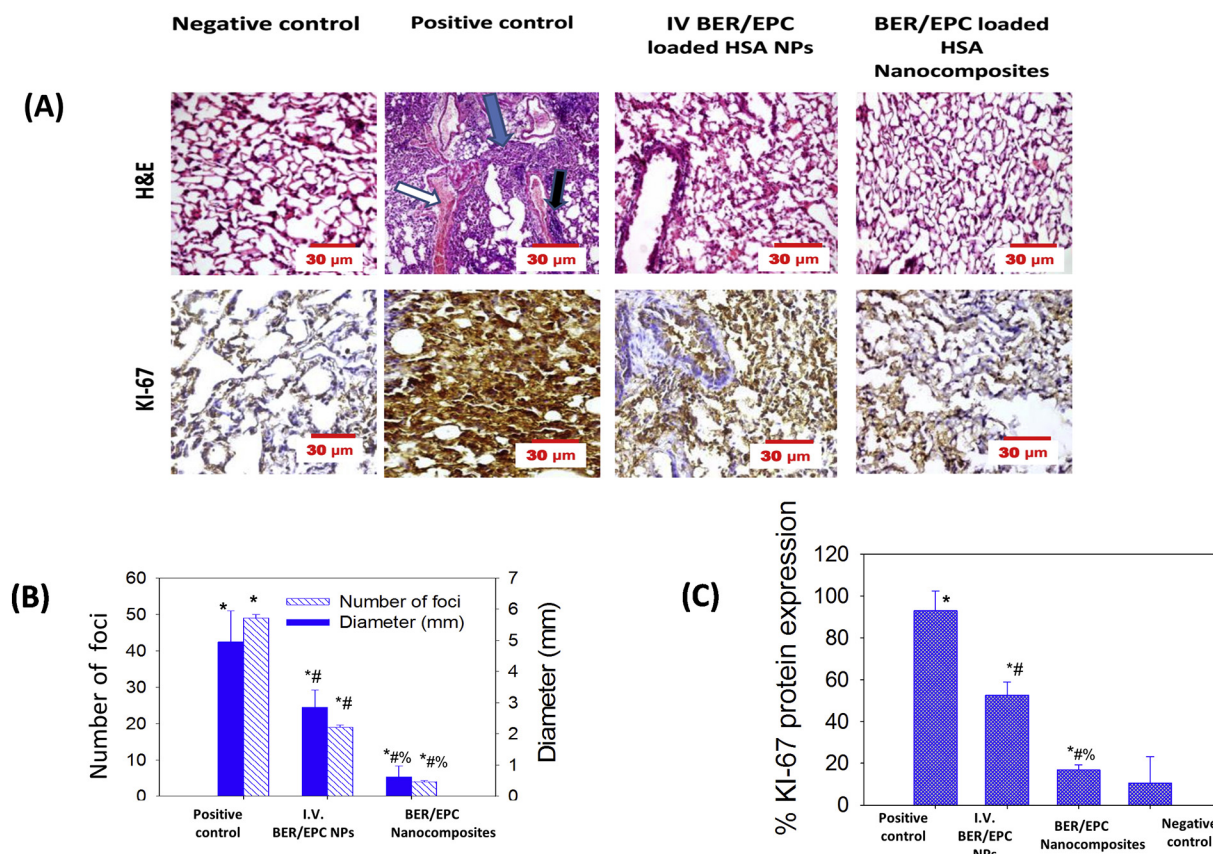 Negative control
Positive control
IV BER/EPC
loaded HSA NPs
BER/EPC loaded
HSA
Nanocomposites
(A)
H&E
30 µm
30 µm
30 µm
30 µm
KI-67
30 µm
30 µm
30 µm
30 µm
(B)
Number of foci
60
50
40
30
20
10
0
* *
*# *#
*#% *#%
Number of foci
Diameter (mm)
7
6
5
4
3
2
1
0
Diameter (mm)
Positive
control
I.V.
BER/EPC NPs
BER/EPC
Nanocomposites
(C)
% KI-67 protein expression
120
100
80
60
40
20
0
*
*#
*#%
Positive
control
I.V.
BER/EPC
NPs
BER/EPC
Nanocomposites
Negative
control